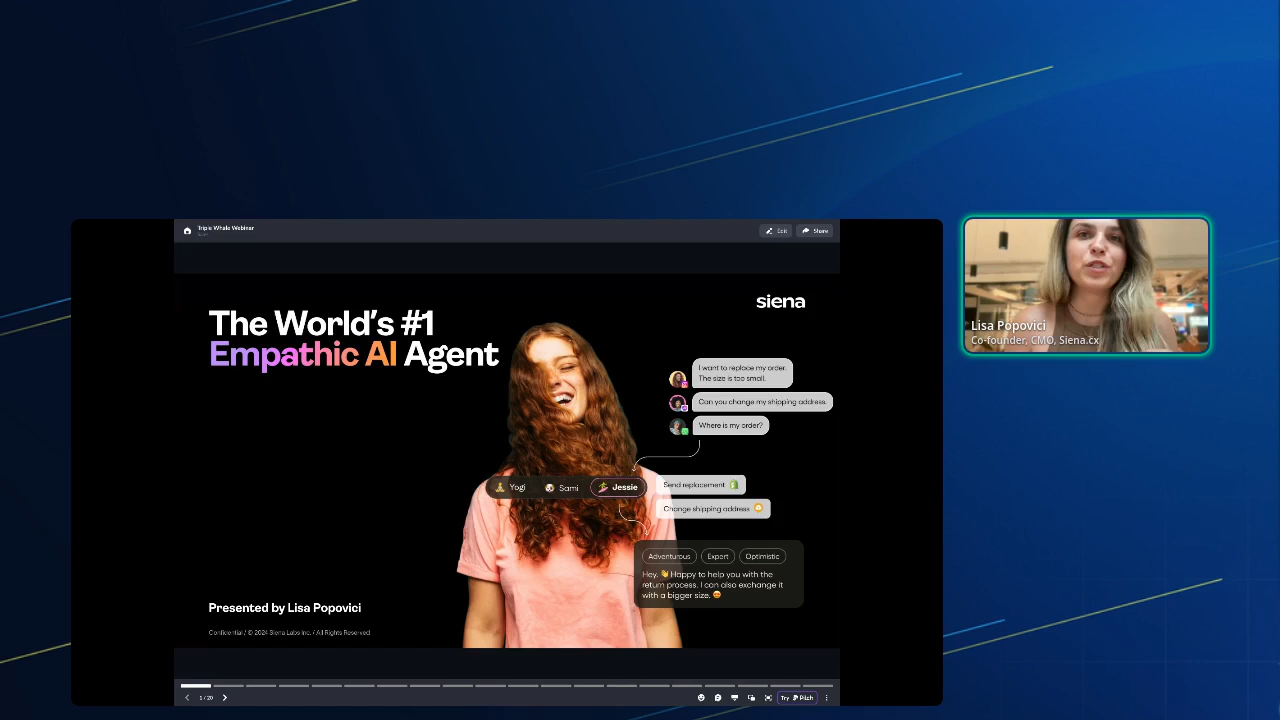 Triple Whale Webinar
Edit
Share
The World's #1
Empathic AI Agent
siena
I want to replace my order.
The size is too small.
Can you change my shipping address.
Where is my order?
Yogi
Sami
Jessie
Send replacement
Change shipping address
Adventurous
Expert
Optimistic
Hey, 👋 Happy to help you with the
return process. I can also exchange it
with a bigger size. 😍
Presented by Lisa Popovici
Confidential / © 2024 Siena Labs Inc. / All Rights Reserved
1 / 20
Try Pitch
Lisa Popovici
Co-founder, CMO, Siena.cx